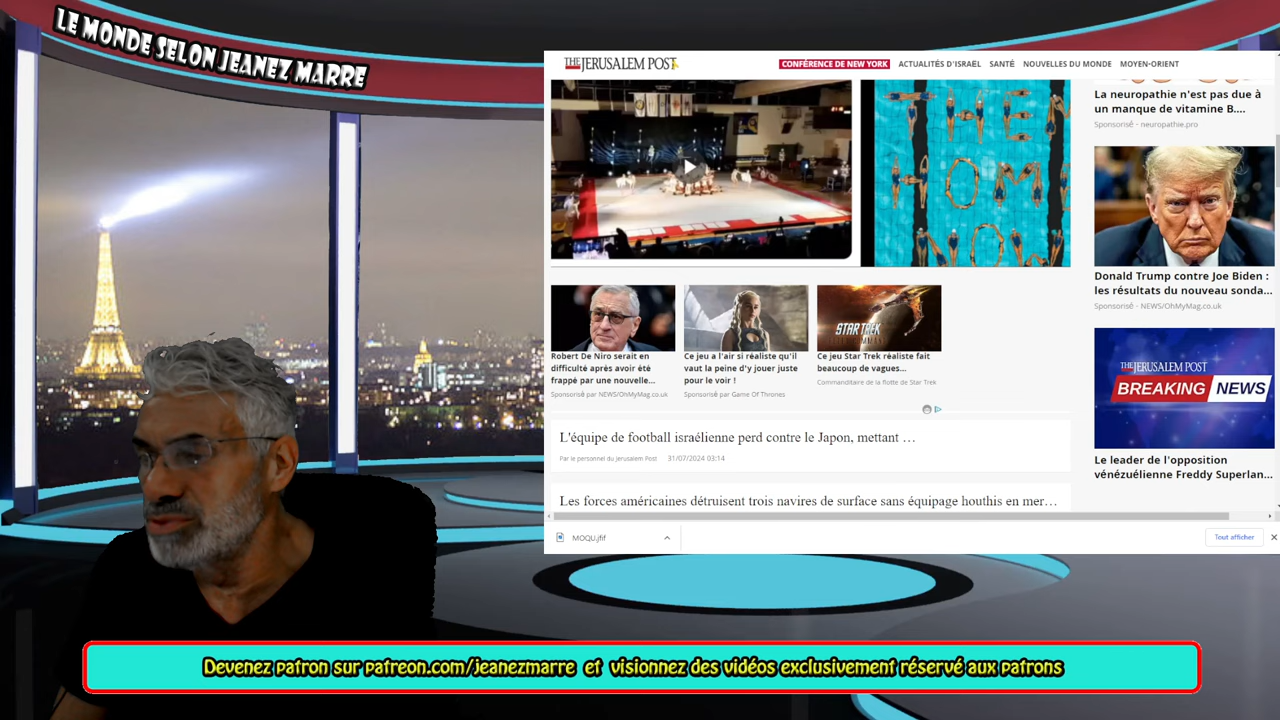 LE MONDE SELON JEANEZ MARRE
THE JERUSALEM POST
CONFÉRENCE DE NEW YORK ACTUALITÉS D'ISRAËL SANTÉ NOUVELLES DU MONDE MOYEN-ORIENT
THEM
HOME
NOW
La neuropathie n'est pas due à
un manque de vitamine B....
Sponsorisé - neuropathie.pro
Donald Trump contre Joe Biden :
les résultats du nouveau sonda...
Sponsorisé - NEWS/OhMyMag.co.uk
THE JERUSALEM POST
BREAKING NEWS
Le leader de l'opposition
vénézuélienne Freddy Superlan...
STAR TREK
Robert De Niro serait en
difficulté après avoir été
frappé par une nouvelle...
Sponsorisé par NEWS/OhMyMag.co.uk
Ce jeu a l'air si réaliste qu'il
vaut la peine d'y jouer juste
pour le voir !
Sponsorisé par Game Of Thrones
Ce jeu Star Trek réaliste fait
beaucoup de vagues...
Commanditaire de la flotte de Star Trek
L'équipe de football israélienne perd contre le Japon, mettant …
Par le personnel du Jerusalem Post 31/07/2024 03:14
Les forces américaines détruisent trois navires de surface sans équipage houthis en mer…
MOQU.jfif
Tout afficher
Devenez patron sur patreon.com/jeanezmarre et visionnez des vidéos exclusivement réservé aux patrons